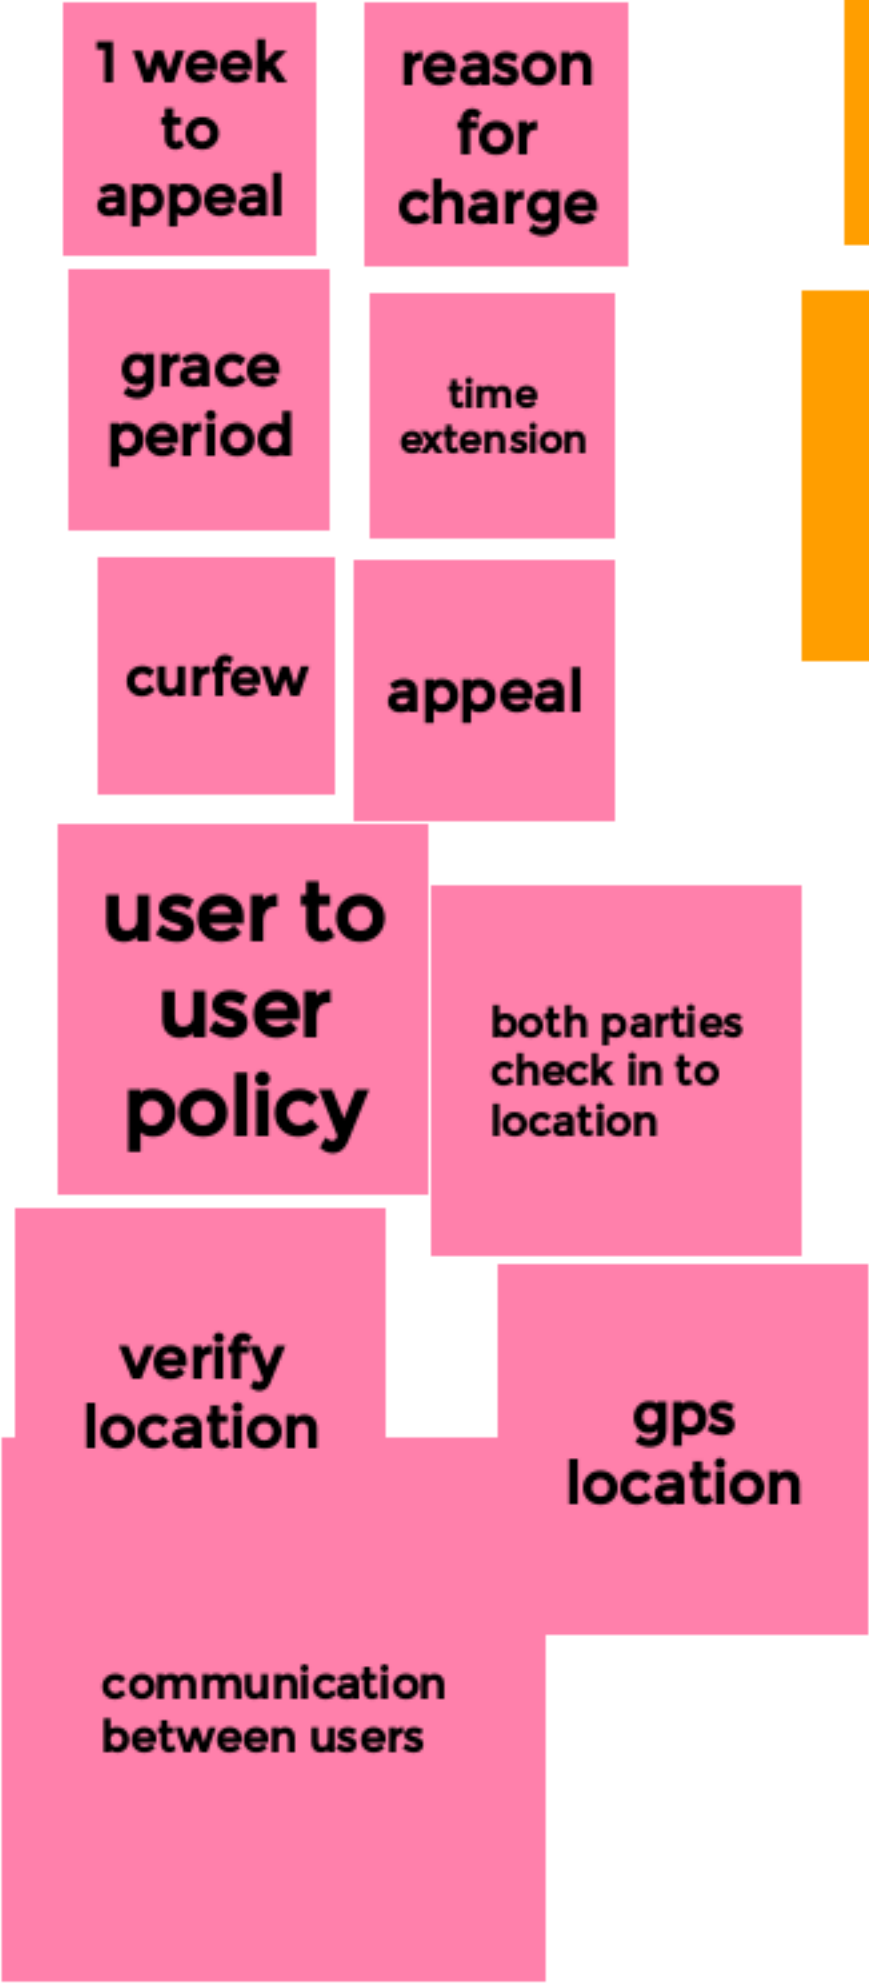 1 week
to
appeal
reason
for
charge
grace
period
time
extension
curfew
appeal
user to
user
policy
both parties
check in to
location
verify
location
gps
location
communication
between users